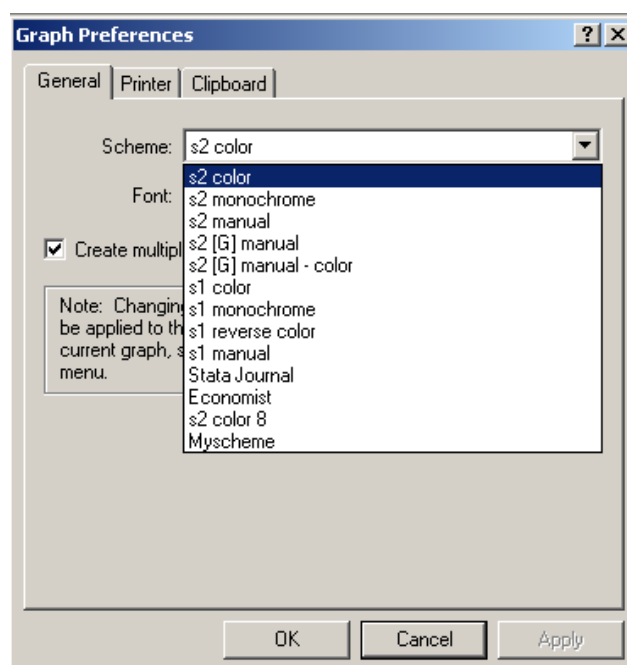 Graph Preferences
General Printer Clipboard
Scheme: s2 color
s2 color
Font: s2 monochrome
s2 manual
Create multipl s2 [G] manual
s2 [G] manual - color
s1 color
Note: Changing s1 monochrome
be applied to th s1 reverse color
current graph, s s1 manual
menu. Stata Journal
Economist
s2 color 8
Myscheme
OK Cancel Apply